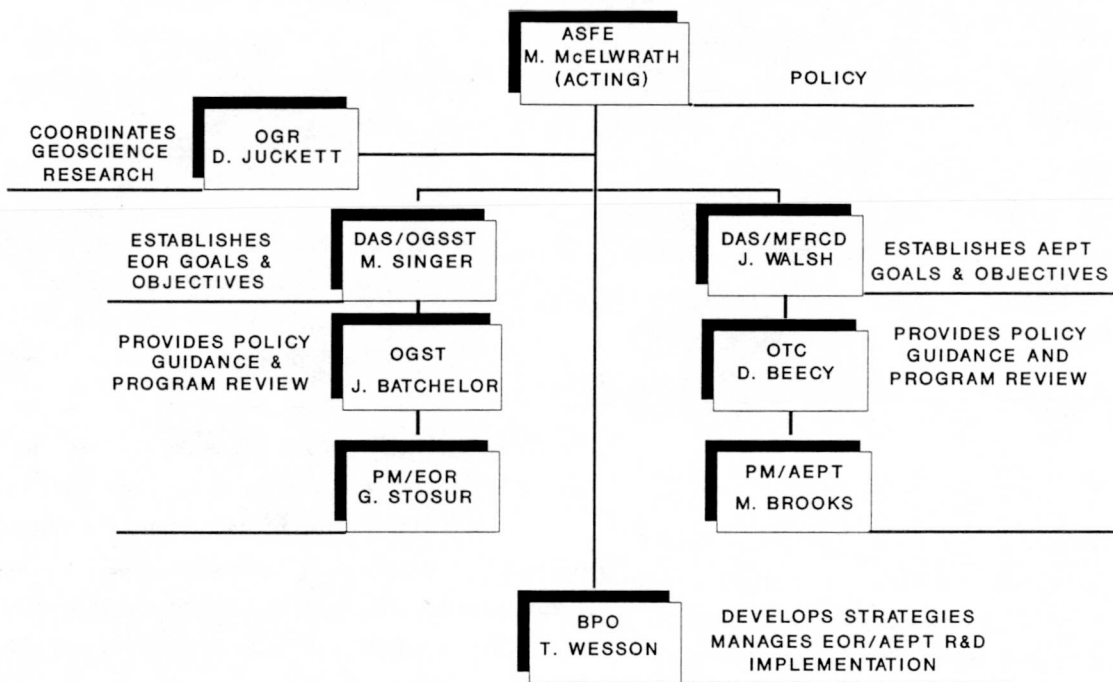 ASFE
M. McELWRATH
(ACTING)
POLICY
COORDINATES
GEOSCIENCE
RESEARCH
OGR
D. JUCKETT
ESTABLISHES
EOR GOALS &
OBJECTIVES
DAS/OGSST
M. SINGER
DAS/MFRCD
J. WALSH
ESTABLISHES AEPT
GOALS & OBJECTIVES
PROVIDES POLICY
GUIDANCE &
PROGRAM REVIEW
OGST
J. BATCHELOR
OTC
D. BEECY
PROVIDES POLICY
GUIDANCE AND
PROGRAM REVIEW
PM/EOR
G. STOSUR
PM/AEPT
M. BROOKS
BPO
T. WESSON
DEVELOPS STRATEGIES
MANAGES EOR/AEPT R&D
IMPLEMENTATION